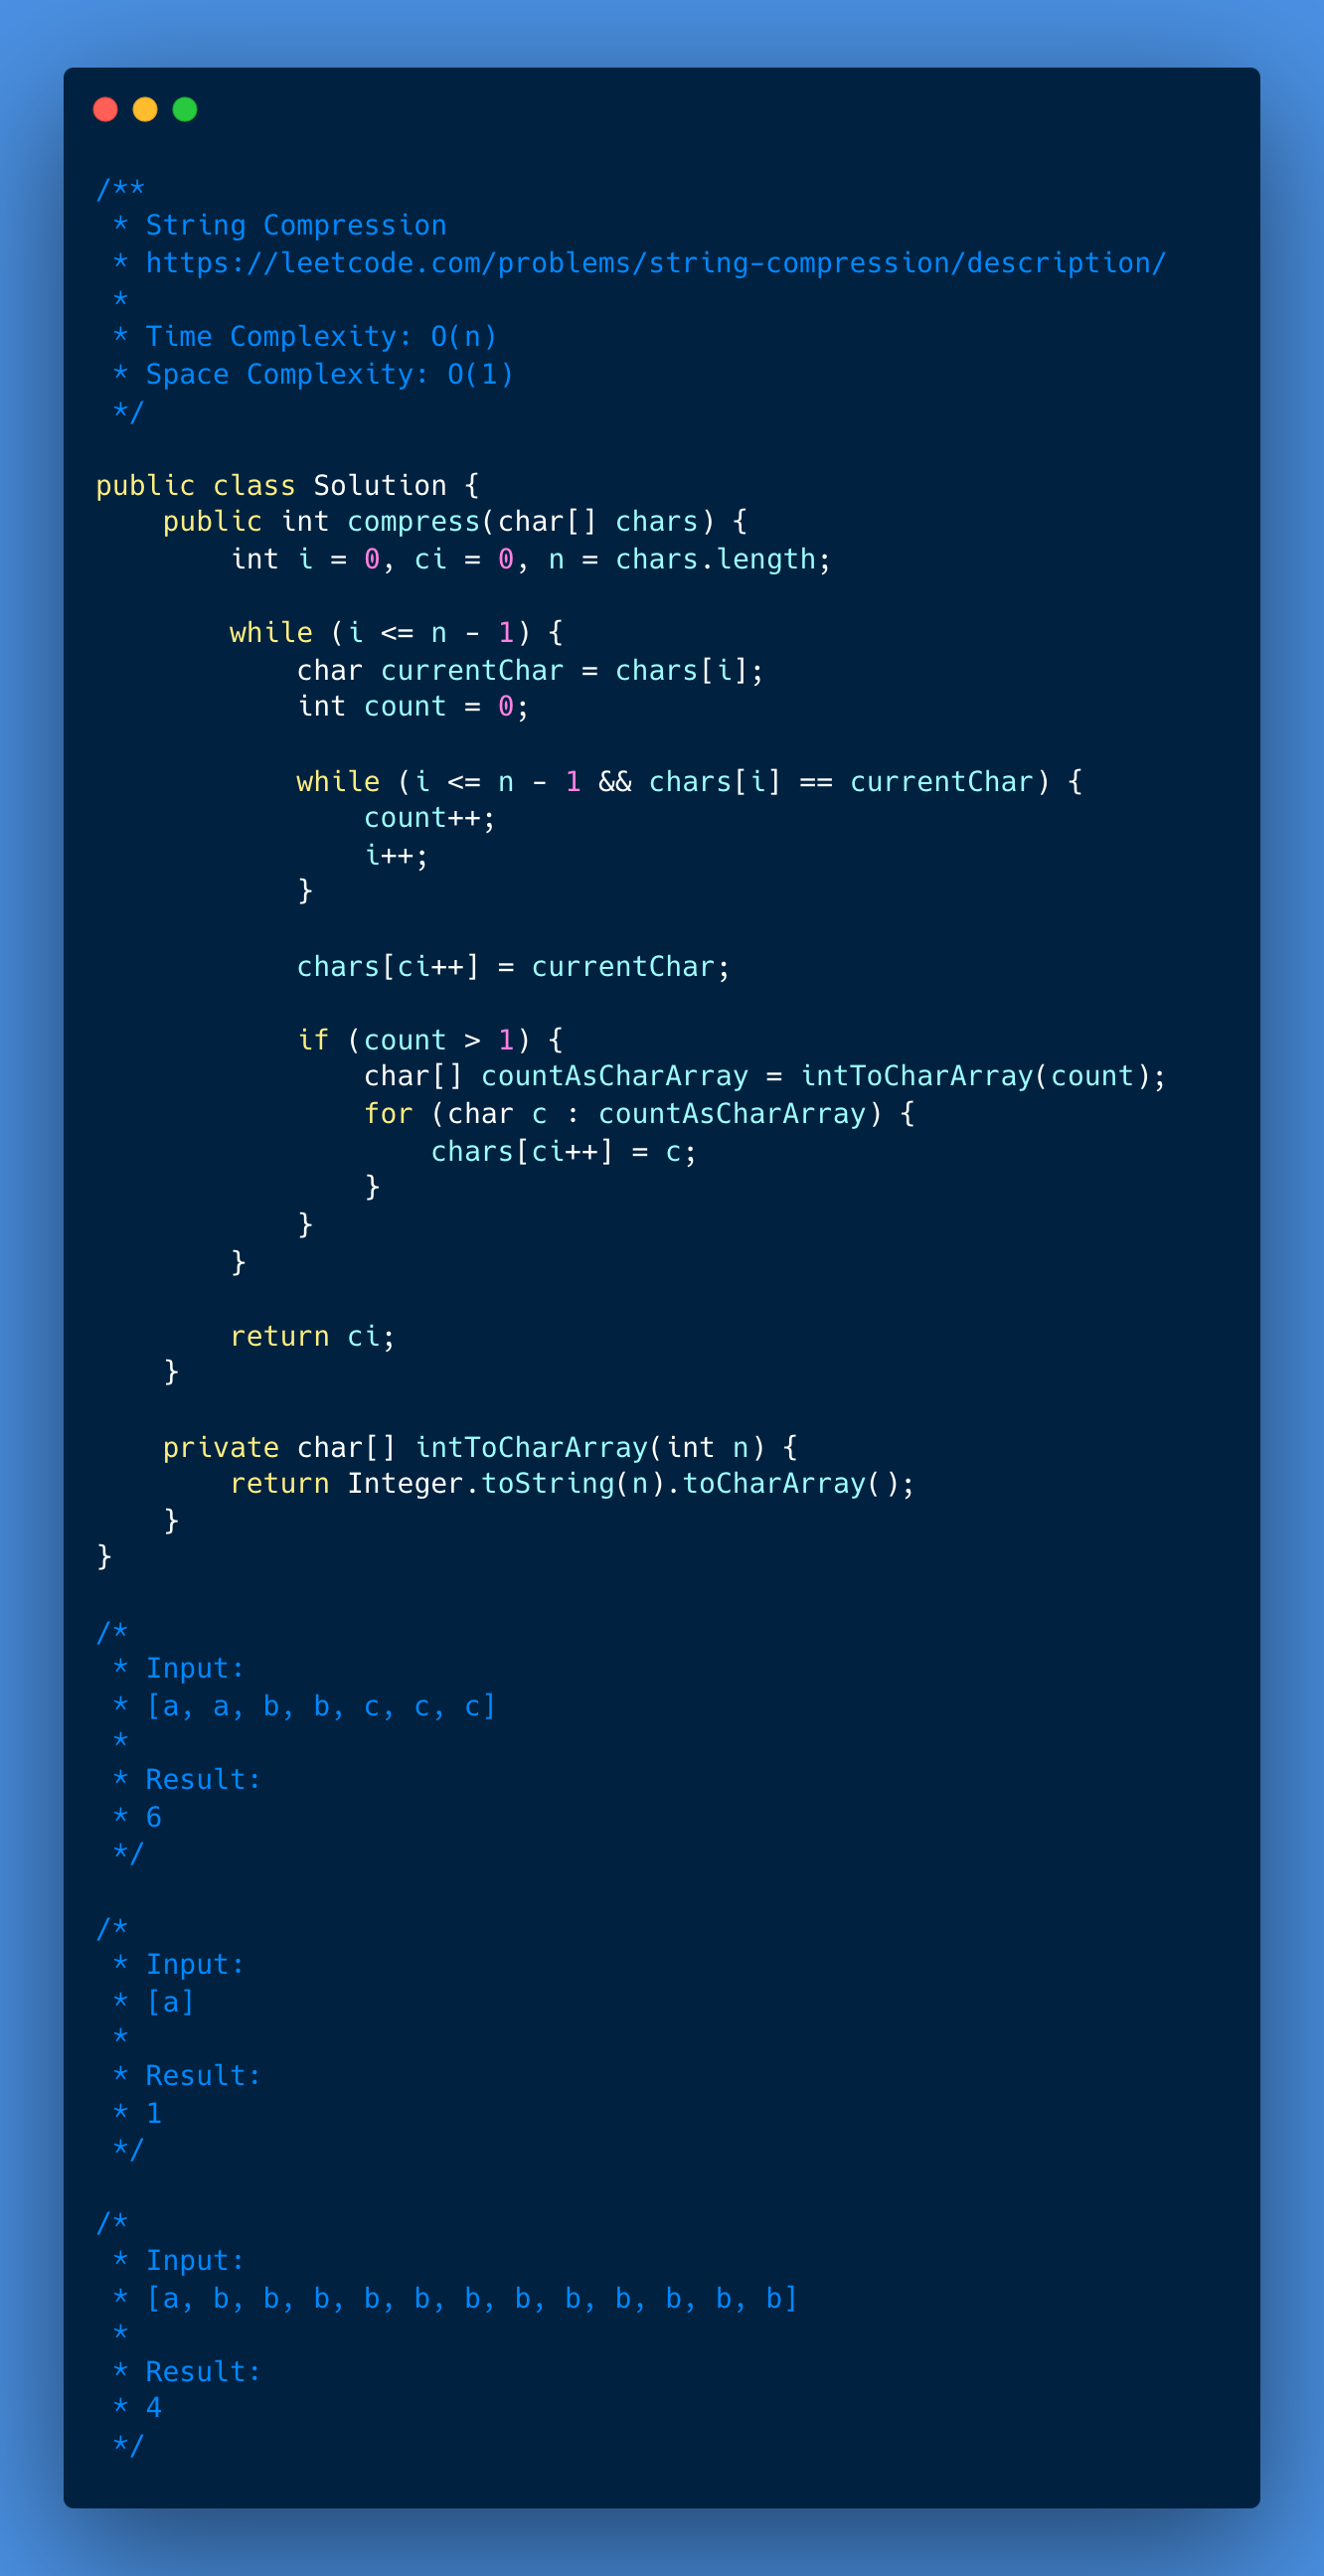 /**
 * String Compression
 * https://leetcode.com/problems/string-compression/description/
 *
 * Time Complexity: O(n)
 * Space Complexity: O(1)
 */

public class Solution {
    public int compress(char[] chars) {
        int i = 0, ci = 0, n = chars.length;

        while (i <= n - 1) {
            char currentChar = chars[i];
            int count = 0;

            while (i <= n - 1 && chars[i] == currentChar) {
                count++;
                i++;
            }

            chars[ci++] = currentChar;

            if (count > 1) {
                char[] countAsCharArray = intToCharArray(count);
                for (char c : countAsCharArray) {
                    chars[ci++] = c;
                }
            }
        }

        return ci;
    }

    private char[] intToCharArray(int n) {
        return Integer.toString(n).toCharArray();
    }
}

/*
 * Input:
 * [a, a, b, b, c, c, c]
 *
 * Result:
 * 6
 */

/*
 * Input:
 * [a]
 *
 * Result:
 * 1
 */

/*
 * Input:
 * [a, b, b, b, b, b, b, b, b, b, b, b, b]
 *
 * Result:
 * 4
 */